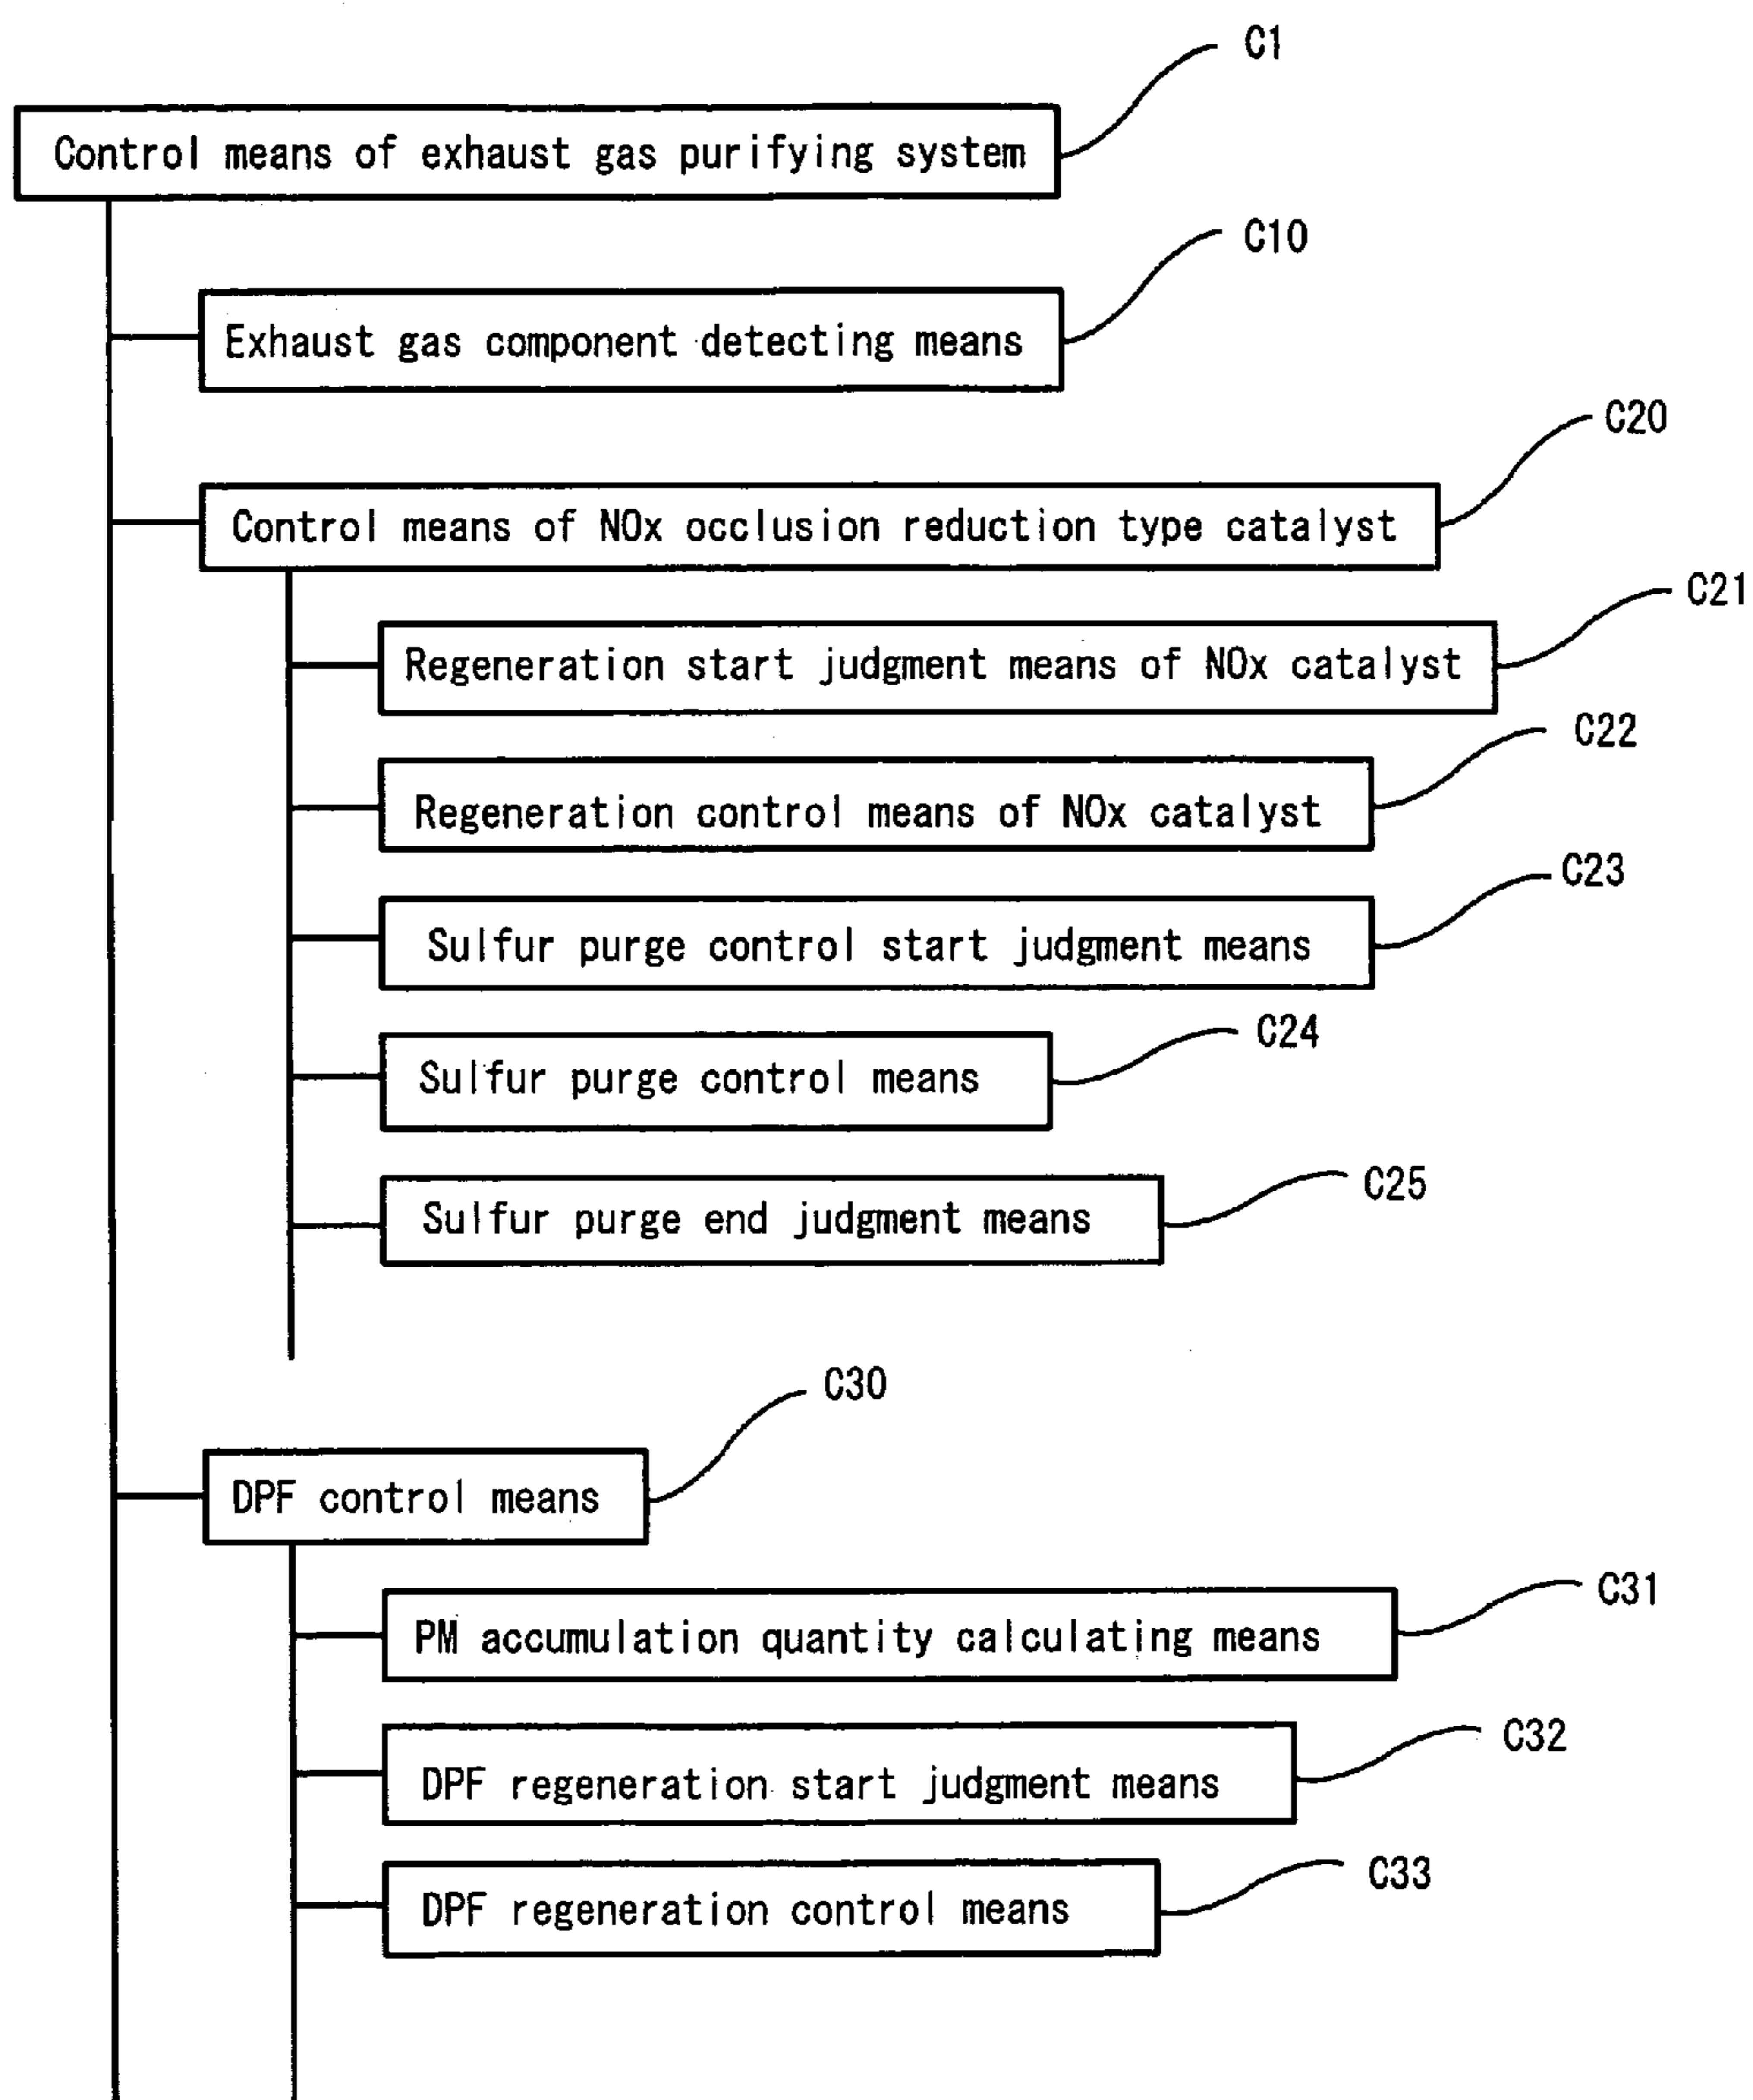 C1
Control means of exhaust gas purifying system
C10
Exhaust gas component detecting means
C20
Control means of NOx occlusion reduction type catalyst
C21
Regeneration start judgment means of NOx catalyst
C22
Regeneration control means of NOx catalyst
C23
Sulfur purge control start judgment means
C24
Sulfur purge control means
C25
Sulfur purge end judgment means
C30
DPF control means
C31
PM accumulation quantity calculating means
C32
DPF regeneration start judgment means
C33
DPF regeneration control means